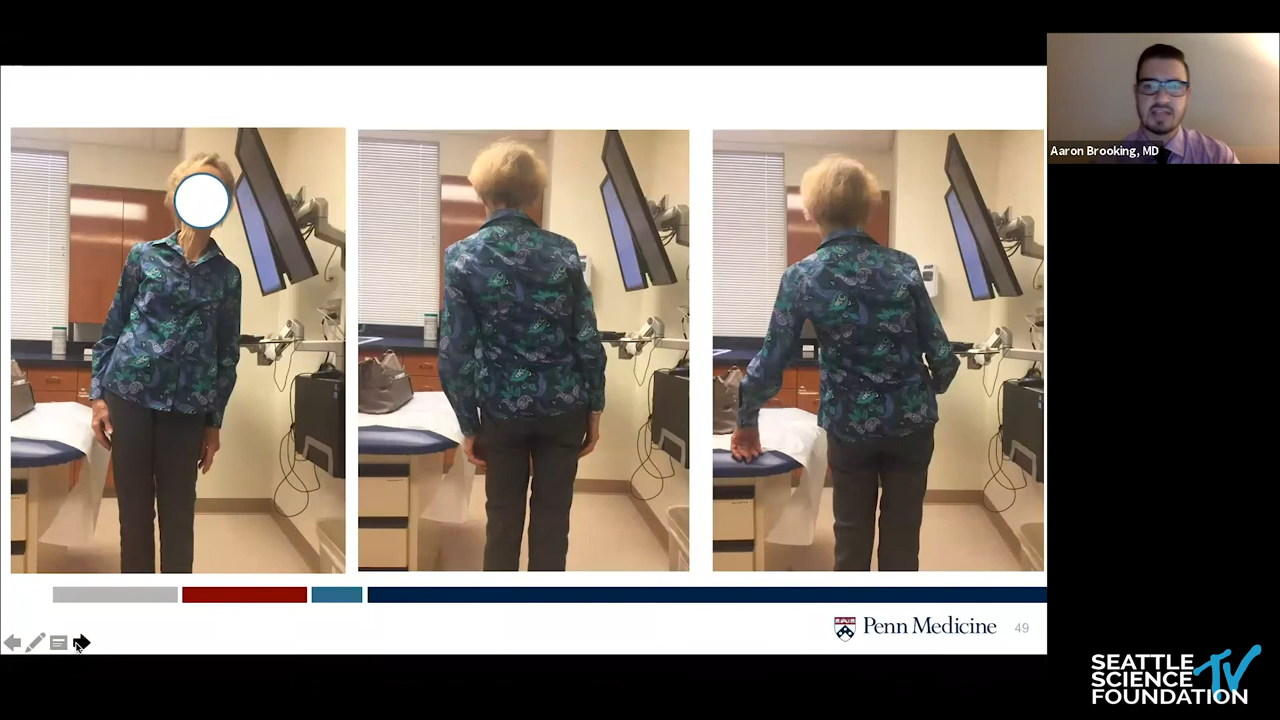 Aaron Brooking, MD
Penn Medicine
49
SEATTLE
SCIENCE
FOUNDATION
TV